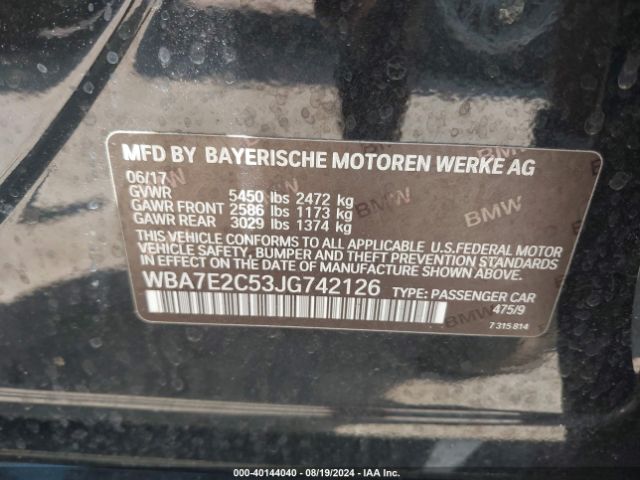 MFD BY BAYERISCHE MOTOREN WERKE AG
06/17
GVWR 5450 lbs 2472 kg
GAWR FRONT 2586 lbs 1173 kg
GAWR REAR 3029 lbs 1374 kg
THIS VEHICLE CONFORMS TO ALL APPLICABLE U.S.FEDERAL MOTOR
VEHICLE SAFETY, BUMPER, AND THEFT PREVENTION STANDARDS IN
EFFECT ON THE DATE OF MANUFACTURE SHOWN ABOVE.
WBA7E2C53JG742126 TYPE: PASSENGER CAR
475/9
7 315 814
BMW
BMW
BMW
BMW
000-40144040 - 08/19/2024 - IAA Inc.